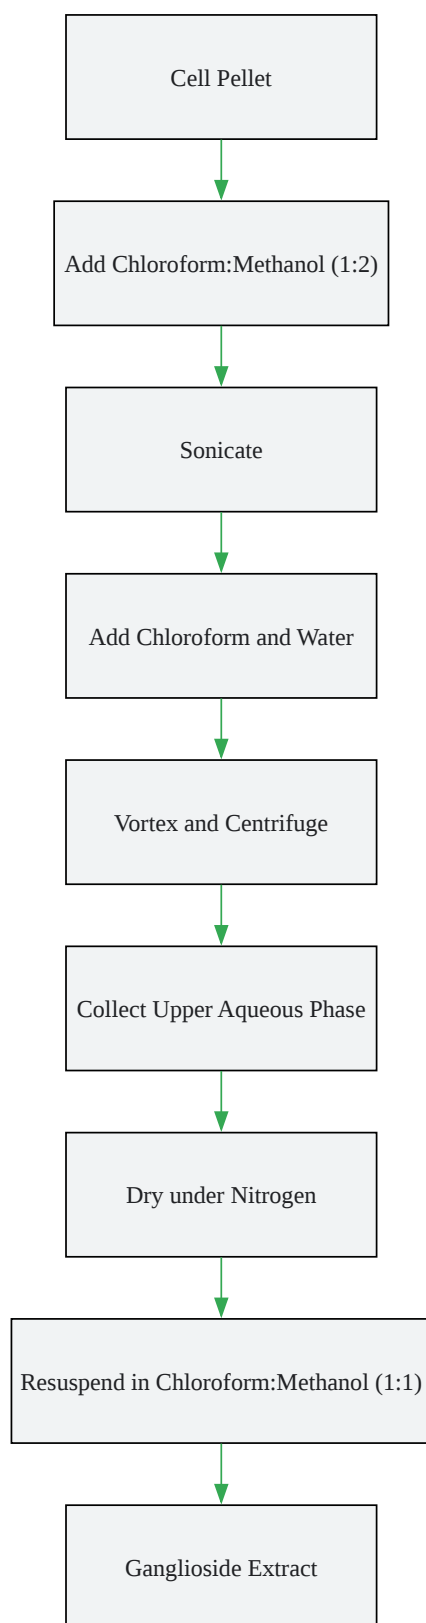 Cell Pellet
Add Chloroform:Methanol (1:2)
Sonicate
Add Chloroform and Water
Vortex and Centrifuge
Collect Upper Aqueous Phase
Dry under Nitrogen
Resuspend in Chloroform:Methanol (1:1)
Ganglioside Extract